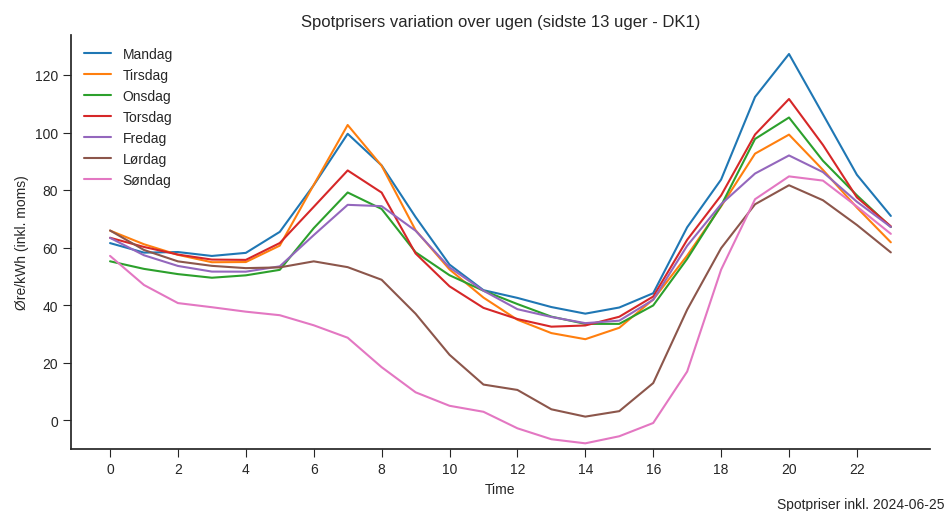 Spotprisers variation over ugen (sidste 13 uger - DK1)
Mandag
Tirsdag
Onsdag
Torsdag
Fredag
Lørdag
Søndag
120
100
80
60
40
20
0
Øre/kWh (inkl. moms)
0 2 4 6 8 10 12 14 16 18 20 22
Time
Spotpriser inkl. 2024-06-25